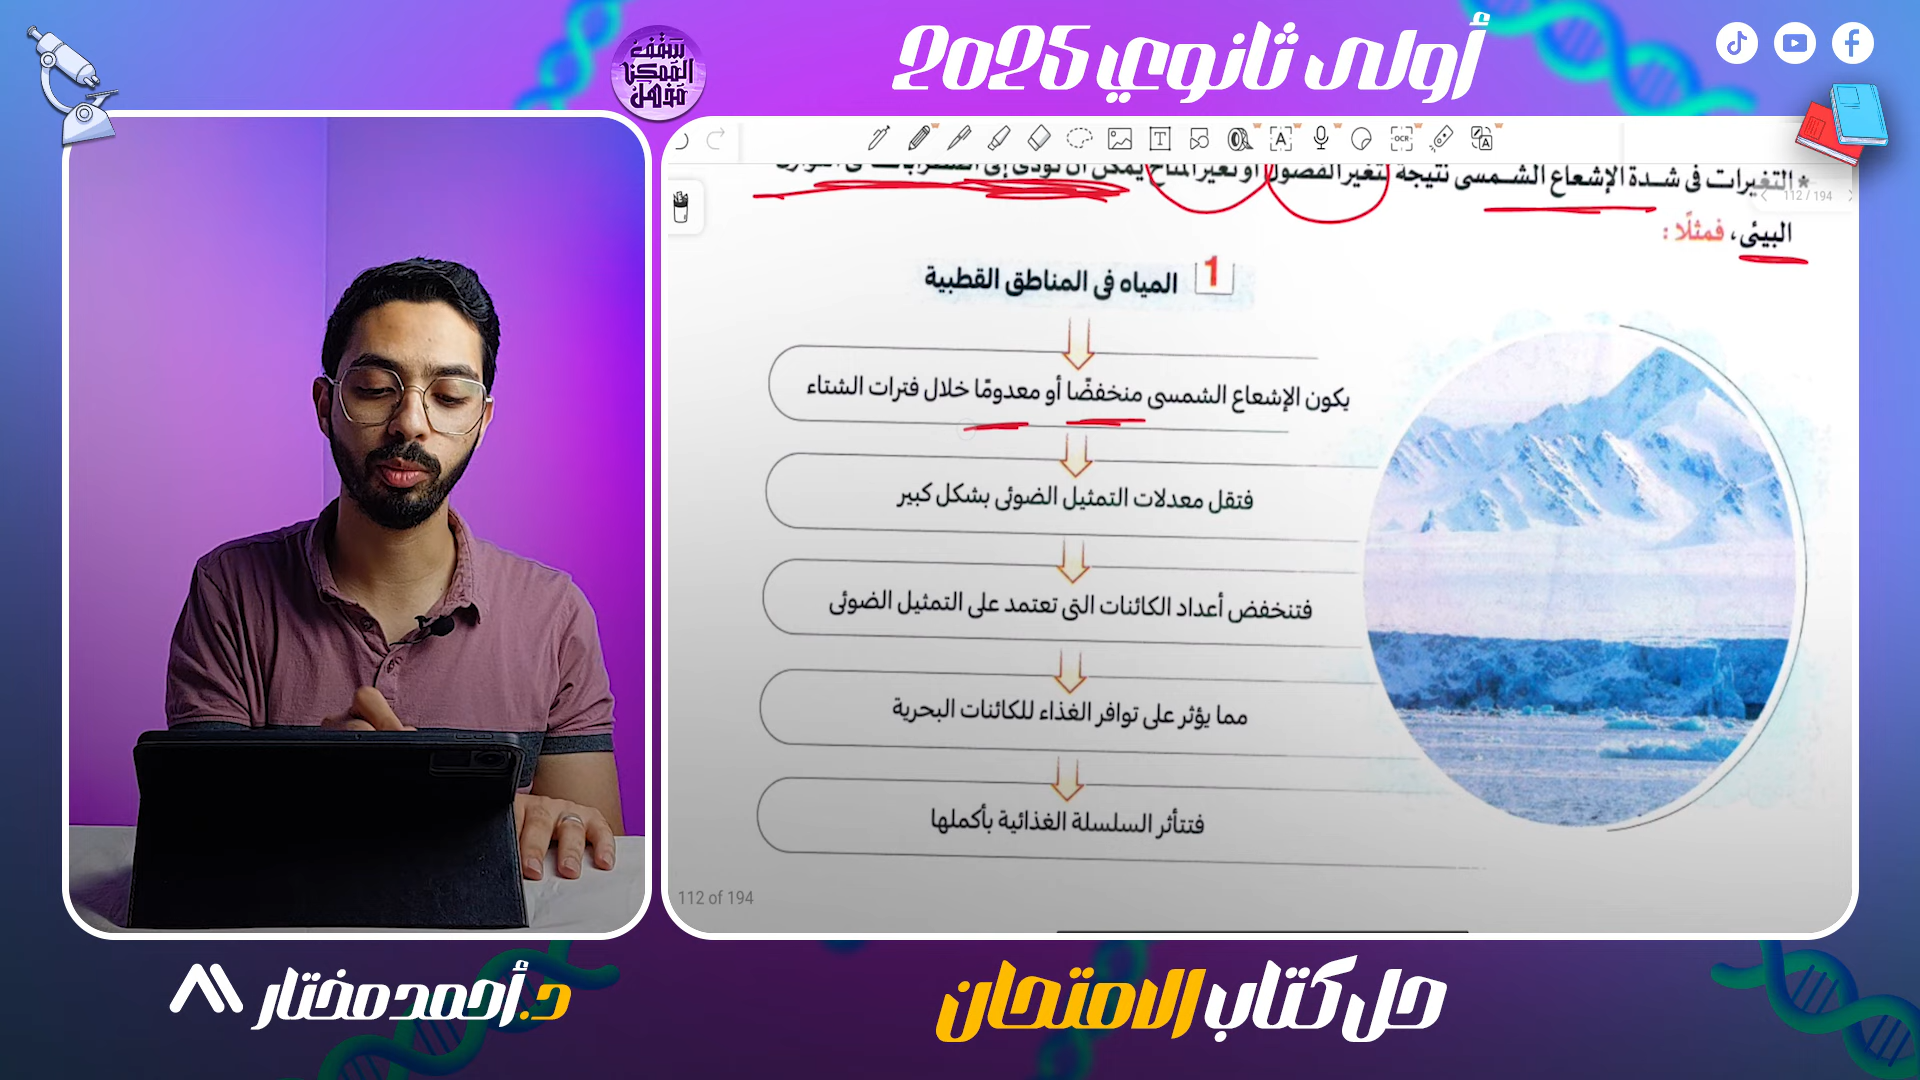 أولى ثانوي 2025
سقف
الممكن
مذهل
* التغيرات فى شدة الإشعاع الشمسى نتيجة لتغير الفصول أو تغير المناخ يمكن أن تؤدى إلى اضطرابات فى التوازن
112 / 194
البيئى، فمثلًا :
1 المياه فى المناطق القطبية
يكون الإشعاع الشمسى منخفضًا أو معدومًا خلال فترات الشتاء
فتقل معدلات التمثيل الضوئى بشكل كبير
فتنخفض أعداد الكائنات التى تعتمد على التمثيل الضوئى
مما يؤثر على توافر الغذاء للكائنات البحرية
فتتأثر السلسلة الغذائية بأكملها
112 of 194
د.أحمد مختار
حل كتاب الامتحان